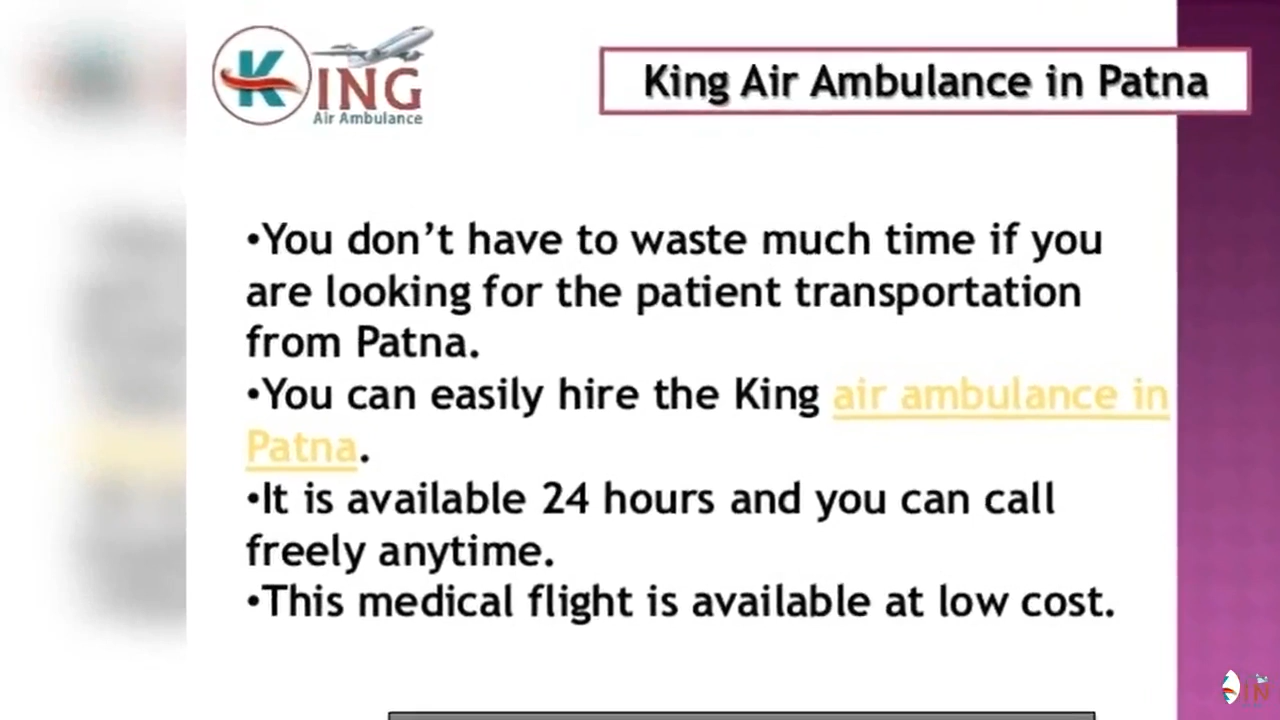 KING
Air Ambulance
King Air Ambulance in Patna
•You don't have to waste much time if you
are looking for the patient transportation
from Patna.
•You can easily hire the King air ambulance in
Patna.
•It is available 24 hours and you can call
freely anytime.
•This medical flight is available at low cost.